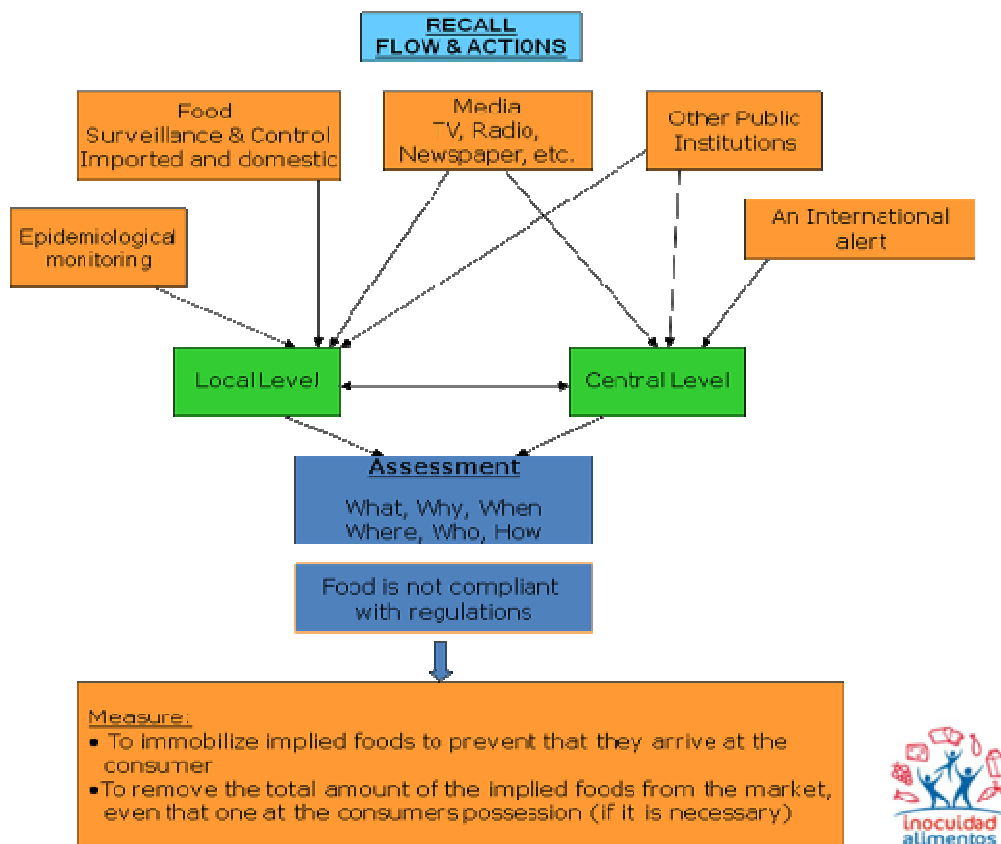 RECALL
FLOW & ACTIONS
Food
Surveillance & Control
Imported and domestic
Media
TV, Radio,
Newspaper, etc.
Other Public
Institutions
An International
alert
Epidemiological
monitoring
Local Level
Central Level
Assessment
What, Why, When
Where, Who, How
Food is not compliant
with regulations
Measure:
• To immobilize implied foods to prevent that they arrive at the
consumer
•To remove the total amount of the implied foods from the market,
even that one at the consumers possession (if it is necessary)
inocuidad
alimentos